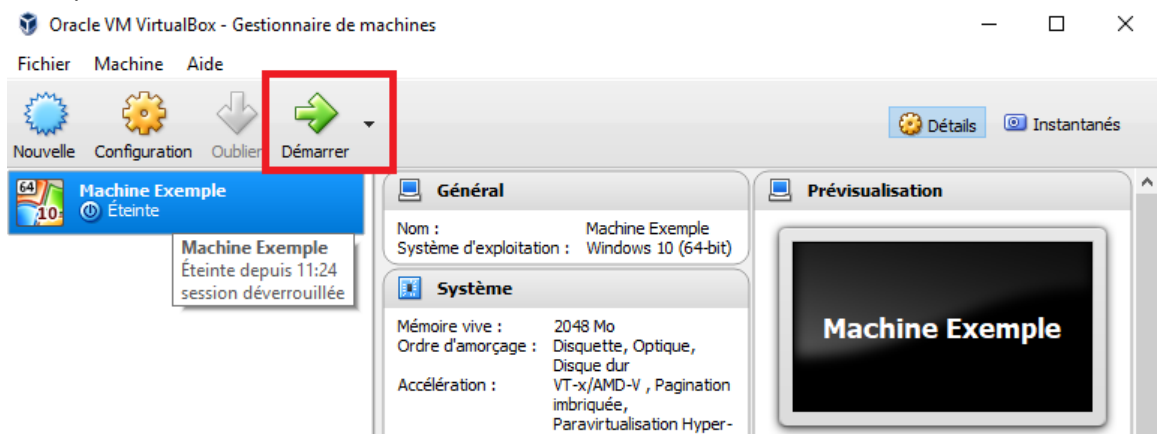 Oracle VM VirtualBox - Gestionnaire de machines
Fichier Machine Aide
Nouvelle Configuration Oublier Démarrer
Détails Instantanés
64
10
Machine Exemple
Éteinte
Machine Exemple
Éteinte depuis 11:24
session déverrouillée
Général
Nom : Machine Exemple
Système d'exploitation : Windows 10 (64-bit)
Système
Mémoire vive : 2048 Mo
Ordre d'amorçage : Disquette, Optique,
Disque dur
Accélération : VT-x/AMD-V , Pagination
imbriquée,
Paravirtualisation Hyper-
Prévisualisation
Machine Exemple